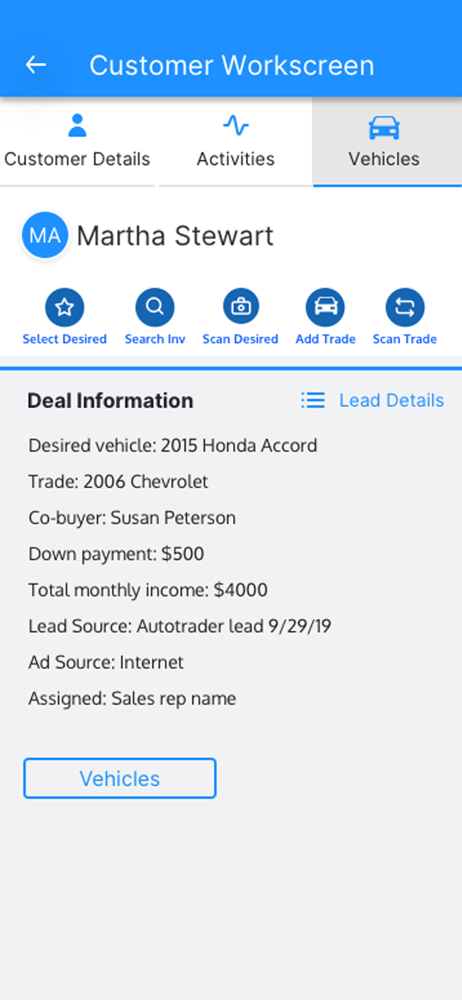 Customer Workscreen
Customer Details Activities Vehicles
MA Martha Stewart
Select Desired Search Inv Scan Desired Add Trade Scan Trade
Deal Information Lead Details
Desired vehicle: 2015 Honda Accord
Trade: 2006 Chevrolet
Co-buyer: Susan Peterson
Down payment: $500
Total monthly income: $4000
Lead Source: Autotrader lead 9/29/19
Ad Source: Internet
Assigned: Sales rep name
Vehicles